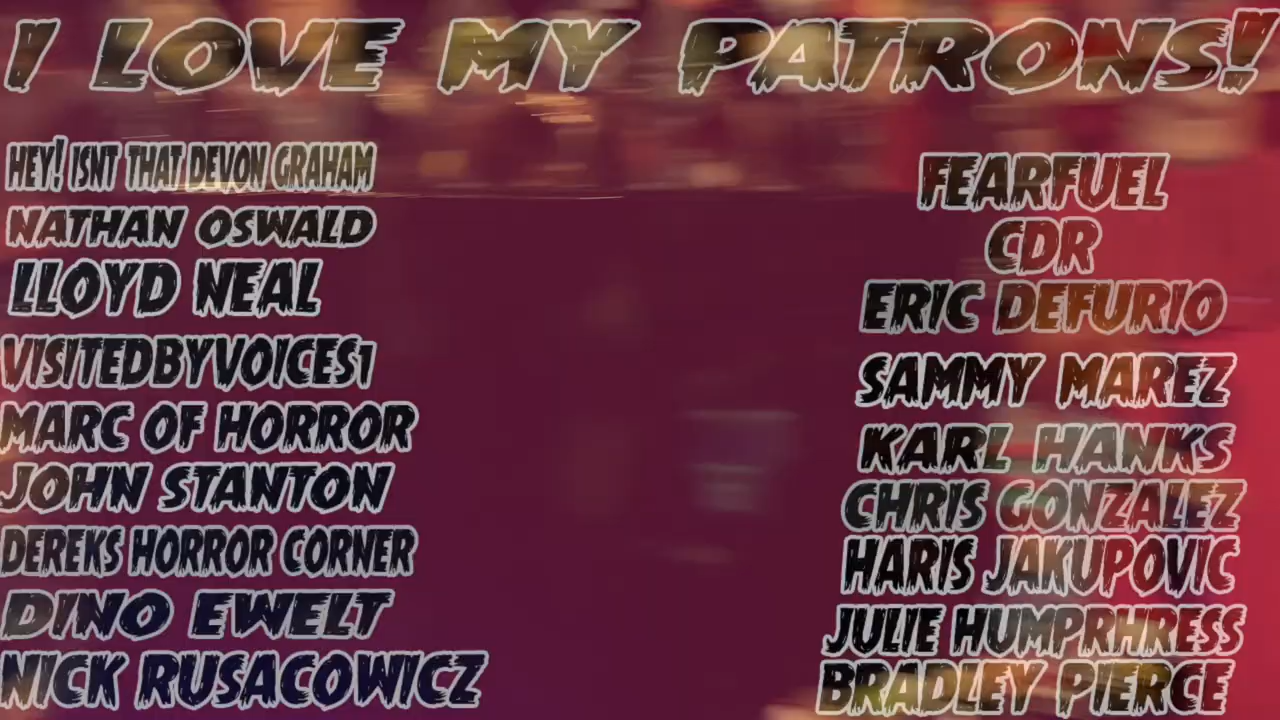 I LOVE MY PATRONS!
HEY! ISNT THAT DEVON GRAHAM
NATHAN OSWALD
LLOYD NEAL
VISITEDBYVOICES1
MARC OF HORROR
JOHN STANTON
DEREKS HORROR CORNER
DINO EWELT
NICK RUSACOWICZ
FEARFUEL
CDR
ERIC DEFURIO
SAMMY MAREZ
KARL HANKS
CHRIS GONZALEZ
HARIS JAKUPOVIC
JULIE HUMPRHRESS
BRADLEY PIERCE